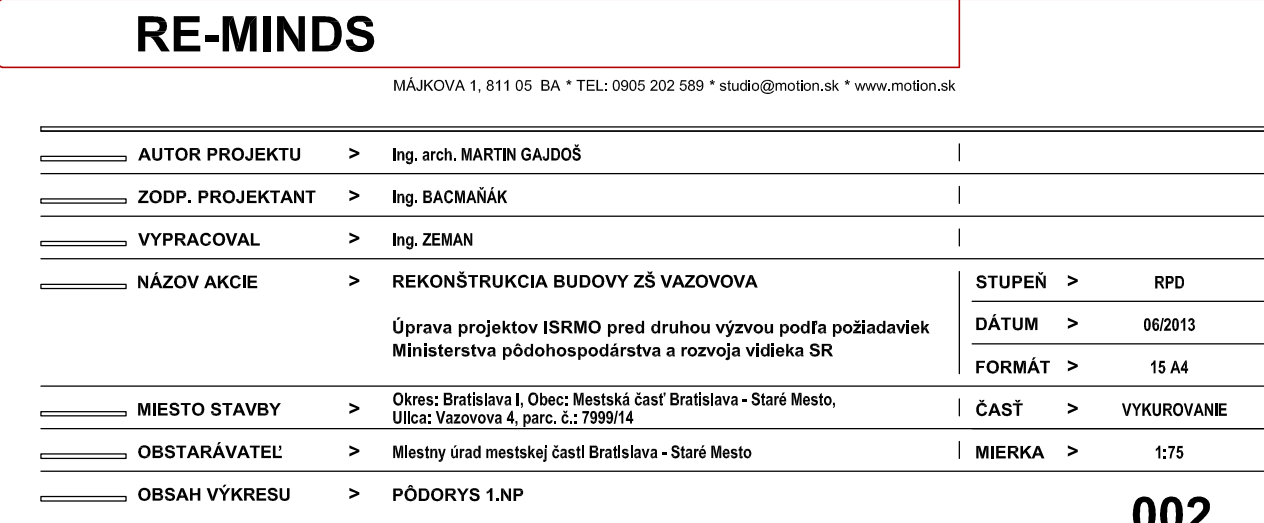 RE-MINDS
MÁJKOVA 1, 811 05 BA * TEL: 0905 202 589 * studio@motion.sk * www.motion.sk
AUTOR PROJEKTU > Ing. arch. MARTIN GAJDOŠ
ZODP. PROJEKTANT > Ing. BACMAŇÁK
VYPRACOVAL > Ing. ZEMAN
NÁZOV AKCIE > REKONŠTRUKCIA BUDOVY ZŠ VAZOVOVA
Úprava projektov ISRMO pred druhou výzvou podľa požiadaviek
Ministerstva pôdohospodárstva a rozvoja vidieka SR
STUPEŇ > RPD
DÁTUM > 06/2013
FORMÁT > 15 A4
MIESTO STAVBY > Okres: Bratislava I, Obec: Mestská časť Bratislava - Staré Mesto,
Ulica: Vazovova 4, parc. č.: 7999/14
ČASŤ > VYKUROVANIE
OBSTARÁVATEĽ > Miestny úrad mestskej časti Bratislava - Staré Mesto
MIERKA > 1:75
OBSAH VÝKRESU > PÔDORYS 1.NP
002